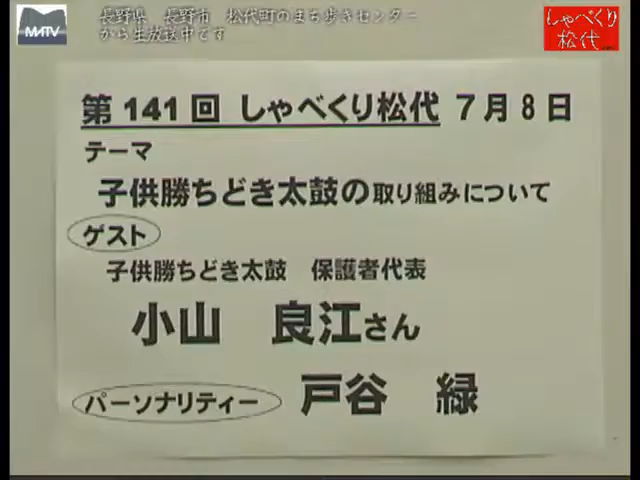 MATV
長野県 長野市 松代町のまち歩きセンター
から生放送中です
しゃべくり
松代
第141回 しゃべくり松代 7月8日
テーマ
子供勝ちどき太鼓の取り組みについて
ゲスト
子供勝ちどき太鼓 保護者代表
小山 良江さん
パーソナリティー 戸谷 緑